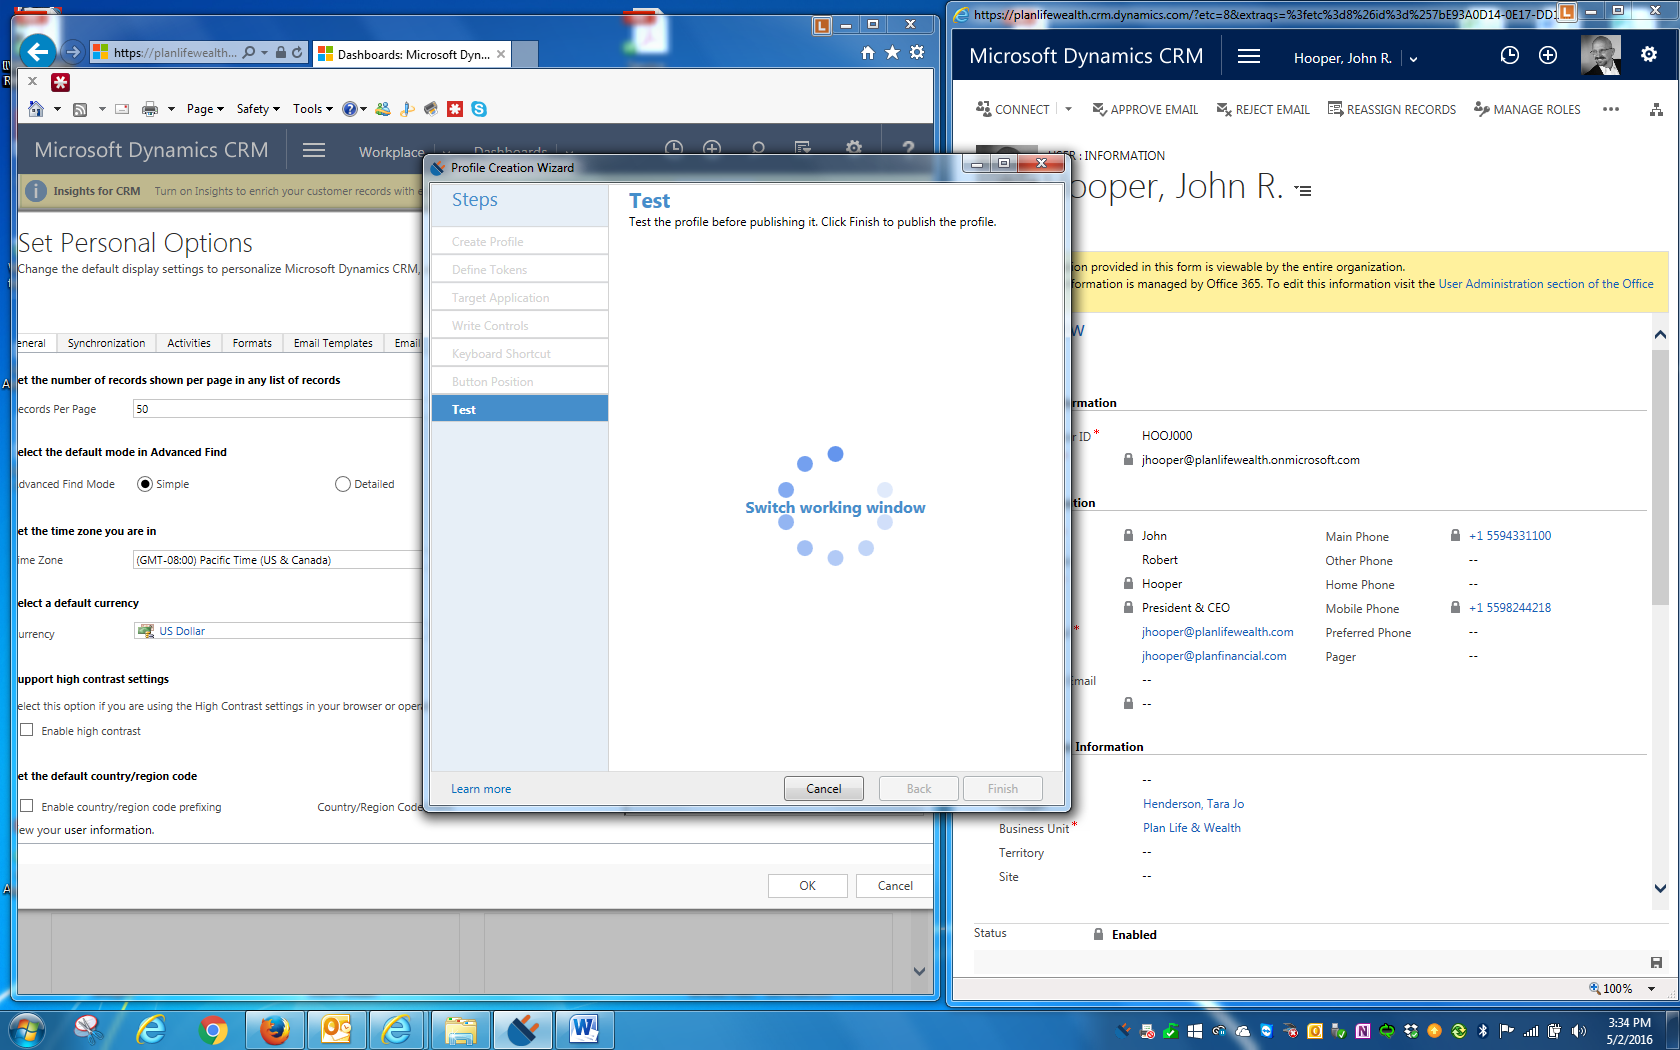 https://planlifewealth....
Dashboards: Microsoft Dyn...
L
Page
Safety
Tools
Microsoft Dynamics CRM
Workplace
Dashboards
Insights for CRM
Turn on Insights to enrich your customer records with e
Set Personal Options
Change the default display settings to personalize Microsoft Dynamics CRM,
eneral
Synchronization
Activities
Formats
Email Templates
Email
et the number of records shown per page in any list of records
ecords Per Page
50
elect the default mode in Advanced Find
dvanced Find Mode
Simple
Detailed
et the time zone you are in
ime Zone
(GMT-08:00) Pacific Time (US & Canada)
elect a default currency
urrency
US Dollar
upport high contrast settings
elect this option if you are using the High Contrast settings in your browser or opera
Enable high contrast
et the default country/region code
Enable country/region code prefixing
Country/Region Code
ew your user information.
OK
Cancel
Profile Creation Wizard
Steps
Create Profile
Define Tokens
Target Application
Write Controls
Keyboard Shortcut
Button Position
Test
Test
Test the profile before publishing it. Click Finish to publish the profile.
Switch working window
Learn more
Cancel
Back
Finish
https://planlifewealth.crm.dynamics.com/?etc=8&extraqs=%3fetc%3d8%26id%3d%257bE93A0D14-0E17-DD1
L
Microsoft Dynamics CRM
Hooper, John R.
CONNECT
APPROVE EMAIL
REJECT EMAIL
REASSIGN RECORDS
MANAGE ROLES
USER : INFORMATION
ooper, John R.
ion provided in this form is viewable by the entire organization.
formation is managed by Office 365. To edit this information visit the User Administration section of the Office
W
rmation
r ID*
HOOJ000
jhooper@planlifewealth.onmicrosoft.com
tion
John
Main Phone
+1 5594331100
Robert
Other Phone
--
Hooper
Home Phone
--
President & CEO
Mobile Phone
+1 5598244218
*
jhooper@planlifewealth.com
Preferred Phone
--
jhooper@planfinancial.com
Pager
--
Email
--
--
Information
--
Henderson, Tara Jo
Business Unit*
Plan Life & Wealth
Territory
--
Site
--
Status
Enabled
100%
3:34 PM
5/2/2016